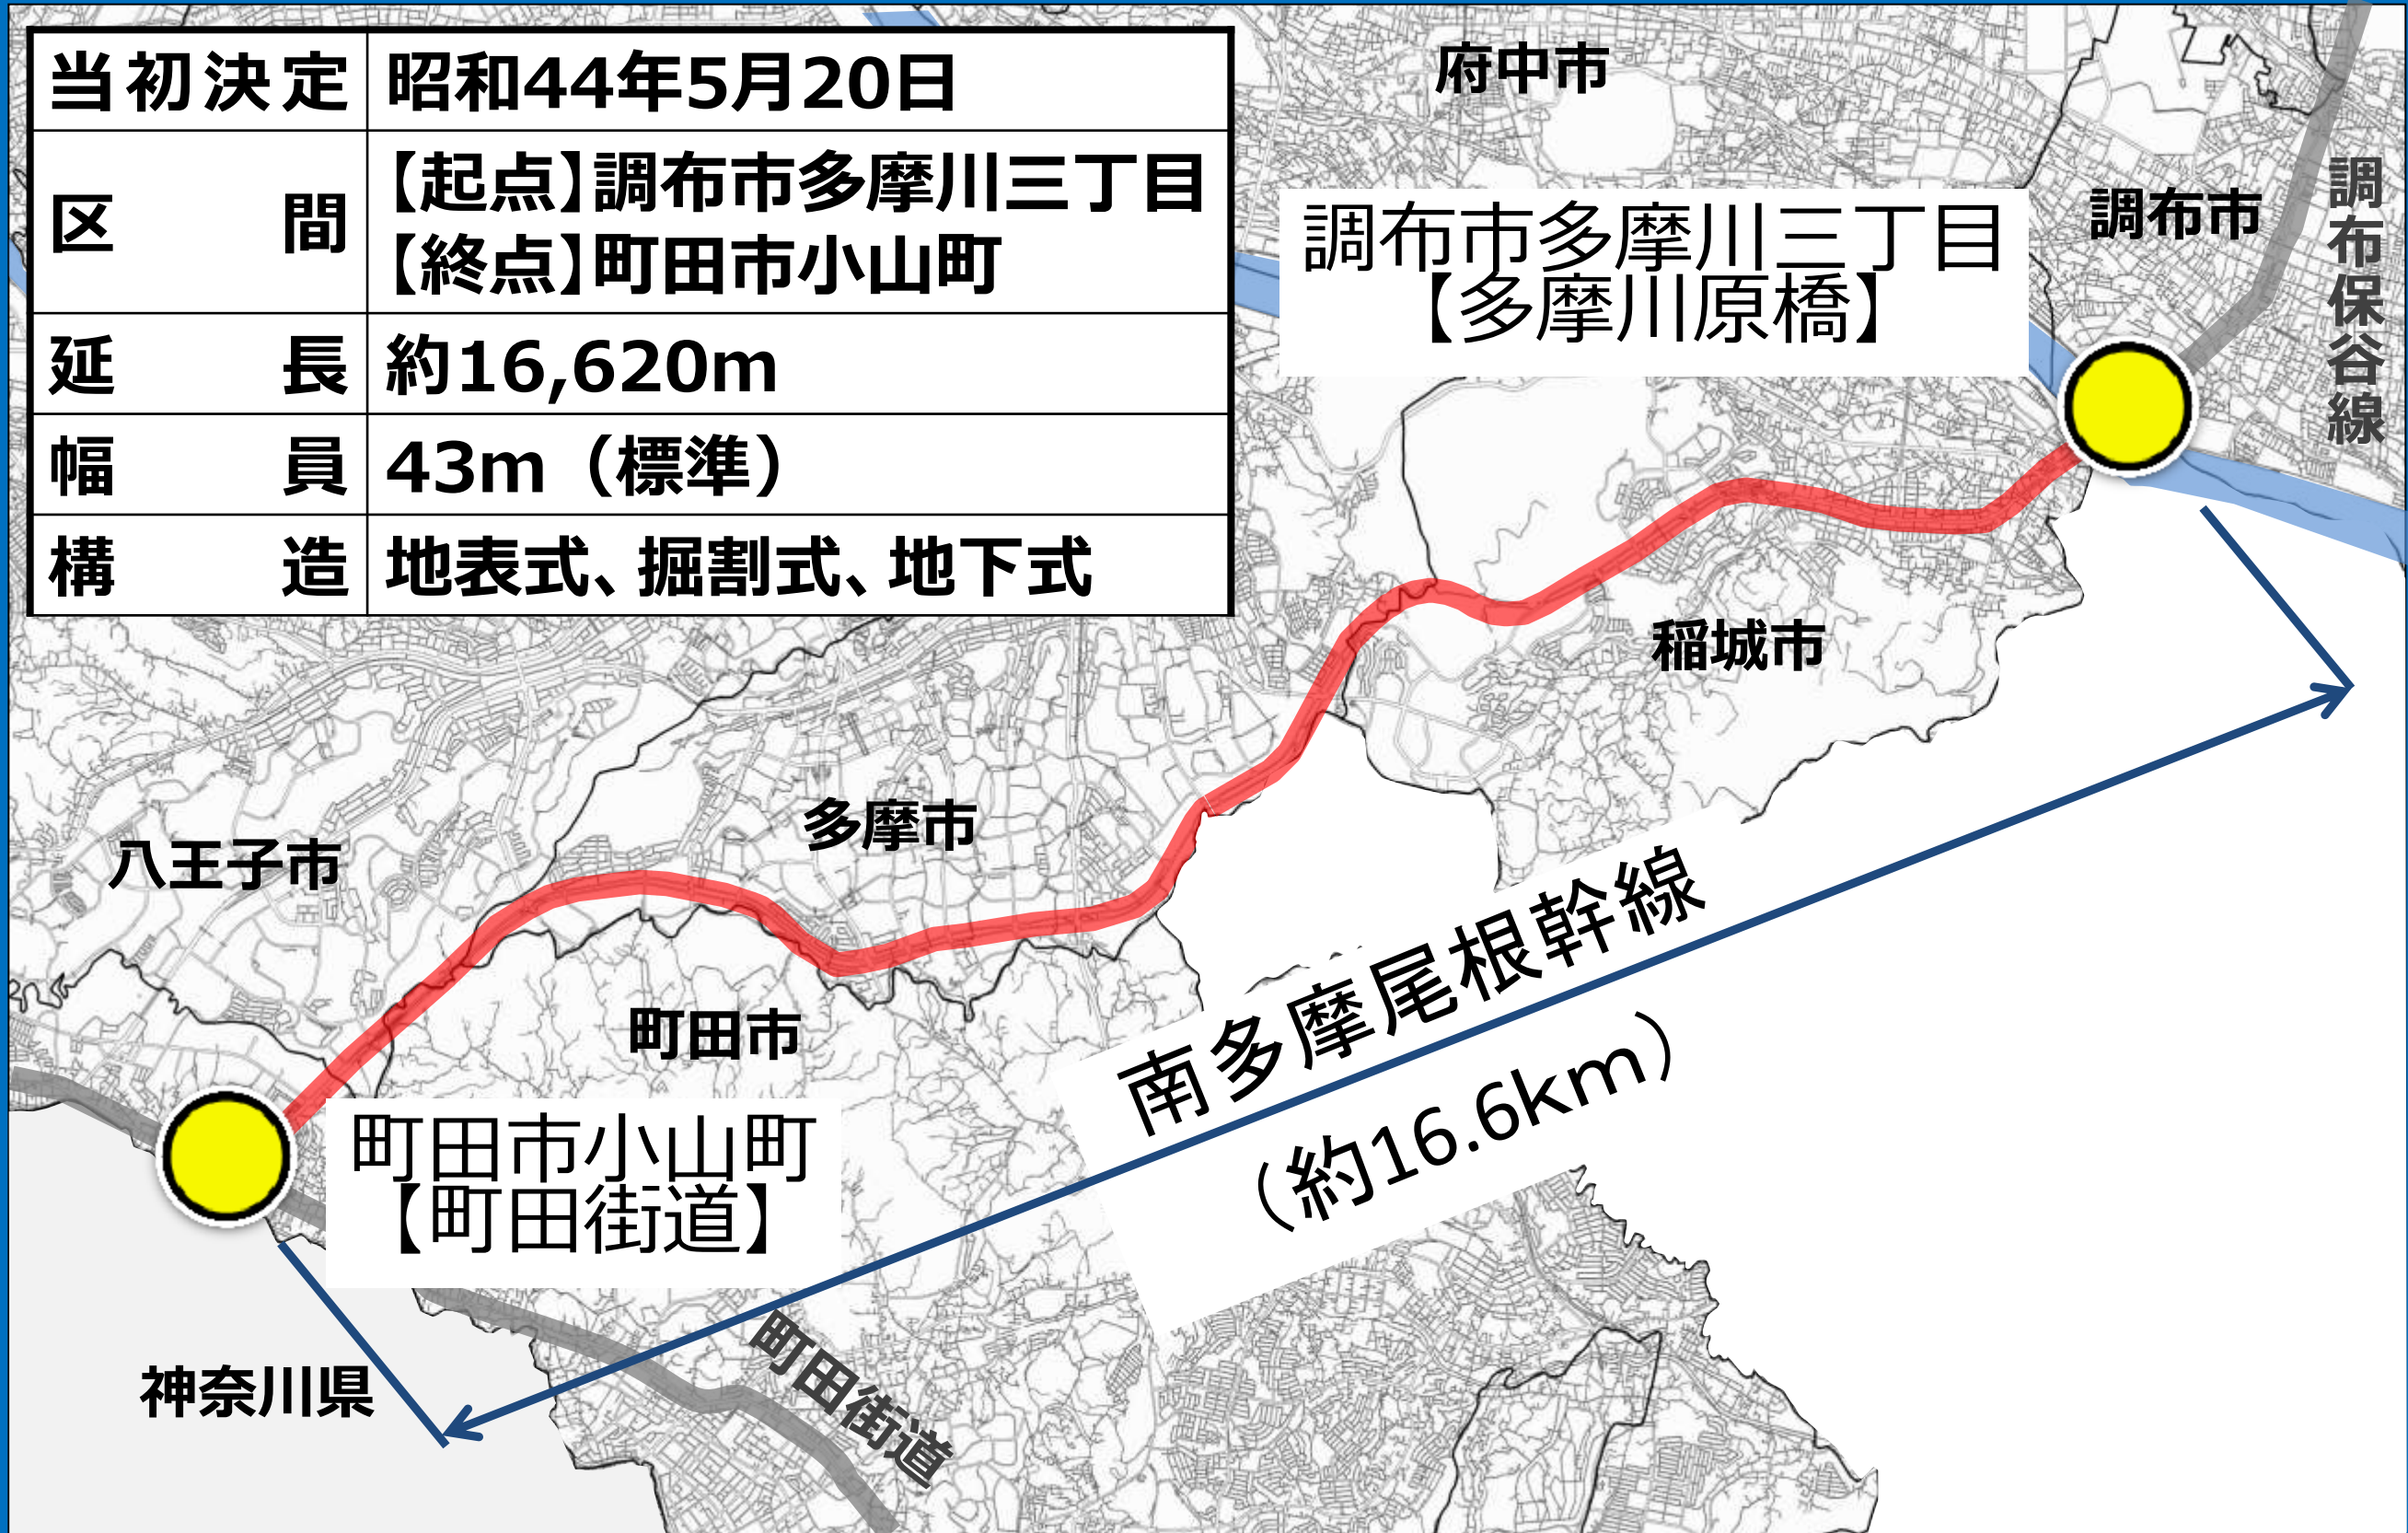 当初決定 昭和44年5月20日
区間 【起点】調布市多摩川三丁目
【終点】町田市小山町
延長 約16,620m
幅員 43m（標準）
構造 地表式、掘割式、地下式
府中市
調布市
調布保谷線
調布市多摩川三丁目
【多摩川原橋】
稲城市
多摩市
八王子市
町田市
南多摩尾根幹線
（約16.6km）
町田市小山町
【町田街道】
神奈川県
町田街道